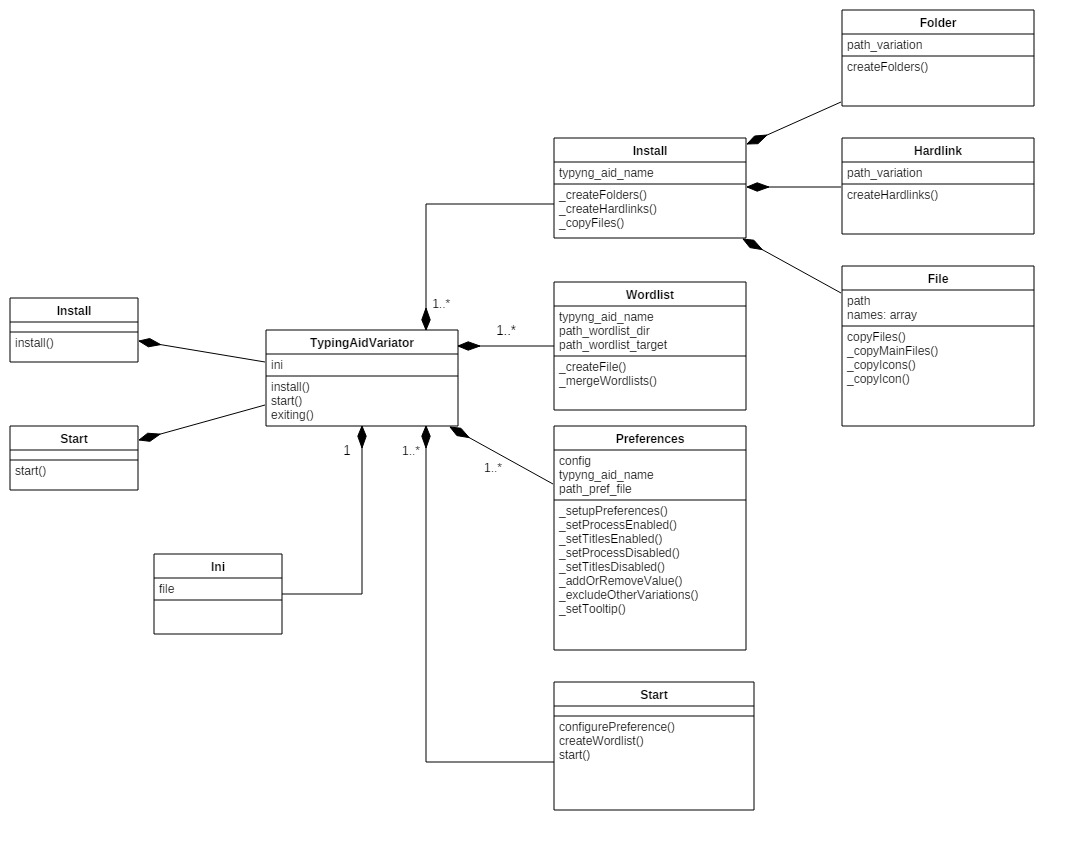 Folder
path_variation
createFolders()
Install
typyng_aid_name
_createFolders()
_createHardlinks()
_copyFiles()
Hardlink
path_variation
createHardlinks()
File
path
names: array
copyFiles()
_copyMainFiles()
_copyIcons()
_copyIcon()
Install
install()
1..*
TypingAidVariator
ini
install()
start()
exiting()
1..*
Wordlist
typyng_aid_name
path_wordlist_dir
path_wordlist_target
_createFile()
_mergeWordlists()
Start
start()
1
1..*
1..*
Preferences
config
typyng_aid_name
path_pref_file
_setupPreferences()
_setProcessEnabled()
_setTitlesEnabled()
_setProcessDisabled()
_setTitlesDisabled()
_addOrRemoveValue()
_excludeOtherVariations()
_setTooltip()
Ini
file
Start
configurePreference()
createWordlist()
start()